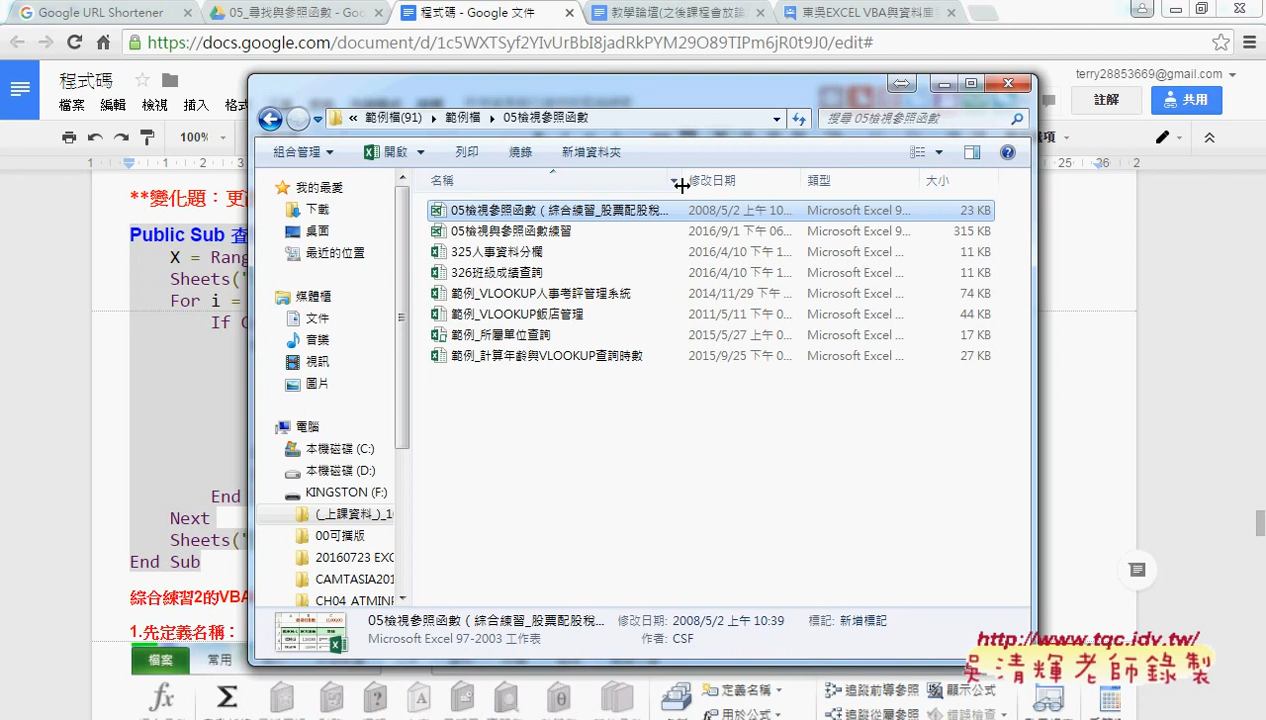 Google URL Shortener
05_尋找與參照函數 - Goo
程式碼 - Google 文件
教學論壇(之後課程會放論
東吳EXCEL VBA與資料庫
https://docs.google.com/document/d/1c5WXTSyf2YIvUrBbI8jadRkPYM29O89TIPm6jR0t9J0/edit#
程式碼
terry28853669@gmail.com
檔案 編輯 檢視 插入 格式
註解
共用
100%
範例檔(91) 範例檔 05檢視參照函數
搜尋 05檢視參照函數
組合管理 開啟 列印 燒錄 新增資料夾
名稱 修改日期 類型 大小
我的最愛
下載
桌面
最近的位置
媒體櫃
文件
音樂
視訊
圖片
電腦
本機磁碟 (C:)
本機磁碟 (D:)
KINGSTON (F:)
(_上課資料_)_1(
00可攜版
20160723 EXC
CAMTASIA201
CH04 ATMINF
05檢視參照函數（綜合練習_股票配股稅... 2008/5/2 上午 10... Microsoft Excel 9... 23 KB
05檢視與參照函數練習 2016/9/1 下午 06... Microsoft Excel 9... 315 KB
325人事資料分欄 2016/4/10 下午 1... Microsoft Excel ... 11 KB
326班級成績查詢 2016/4/10 下午 1... Microsoft Excel ... 11 KB
範例_VLOOKUP人事考評管理系統 2014/11/29 下午 ... Microsoft Excel ... 74 KB
範例_VLOOKUP飯店管理 2011/5/11 下午 0... Microsoft Excel ... 44 KB
範例_所屬單位查詢 2015/5/27 上午 0... Microsoft Excel ... 17 KB
範例_計算年齡與VLOOKUP查詢時數 2015/9/25 下午 0... Microsoft Excel ... 27 KB
05檢視參照函數（綜合練習_股票配股稅... 修改日期: 2008/5/2 上午 10:39 標記: 新增標記
Microsoft Excel 97-2003 工作表 作者: CSF
**變化題：更
Public Sub 查
X = Rang
Sheets("
For i =
If C
End
Next
Sheets("
End Sub
綜合練習2的VBA
1.先定義名稱：
檔案 常用
定義名稱
用於公式
追蹤前導參照
追蹤從屬參照
顯示公式
錯誤檢查
http://www.tqc.idv.tw/
吳清輝老師錄製